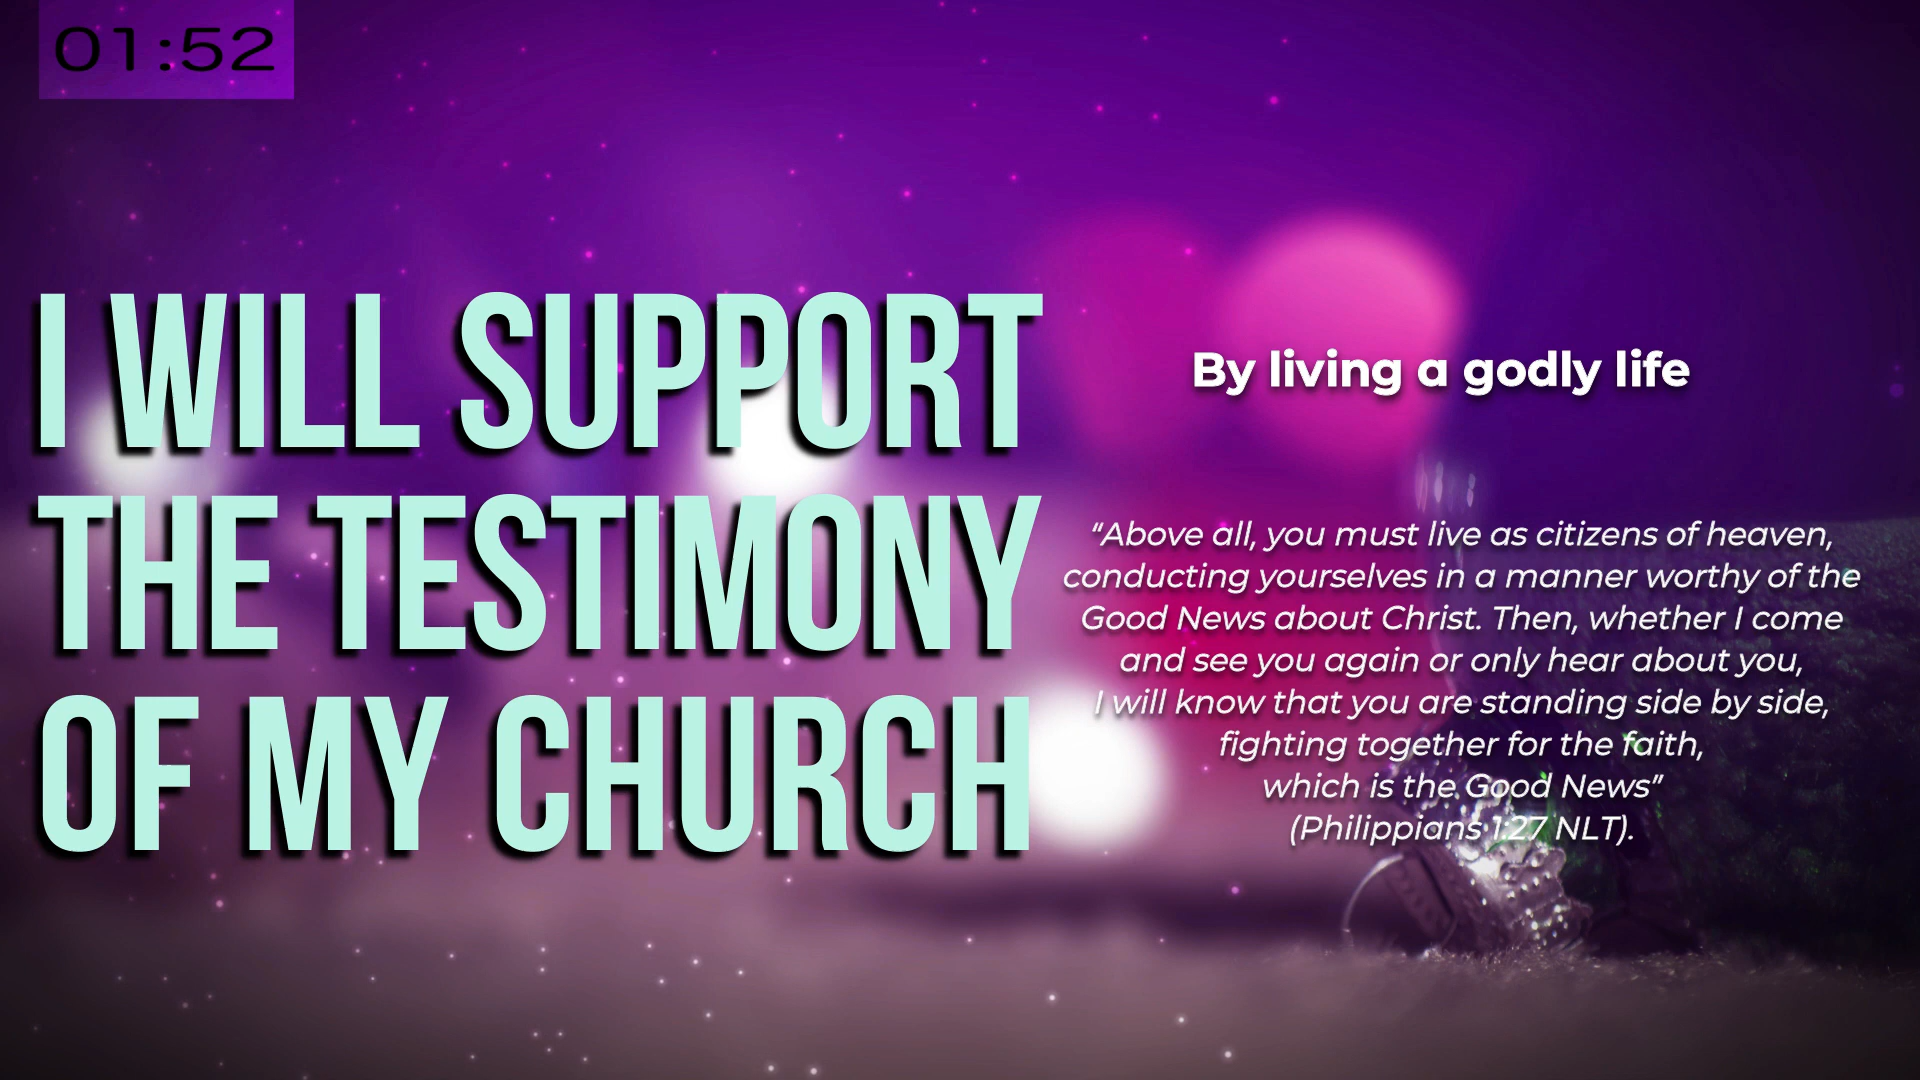 01:52
I WILL SUPPORT
THE TESTIMONY
OF MY CHURCH
By living a godly life
“Above all, you must live as citizens of heaven,
conducting yourselves in a manner worthy of the
Good News about Christ. Then, whether I come
and see you again or only hear about you,
I will know that you are standing side by side,
fighting together for the faith,
which is the Good News”
(Philippians 1:27 NLT).